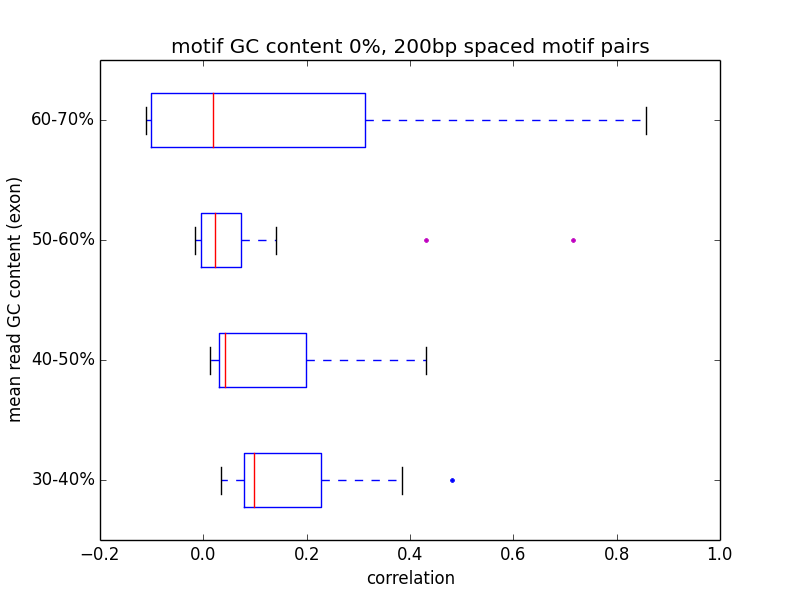 motif GC content 0%, 200bp spaced motif pairs
mean read GC content (exon)
60-70%
50-60%
40-50%
30-40%
−0.2 0.0 0.2 0.4 0.6 0.8 1.0
correlation